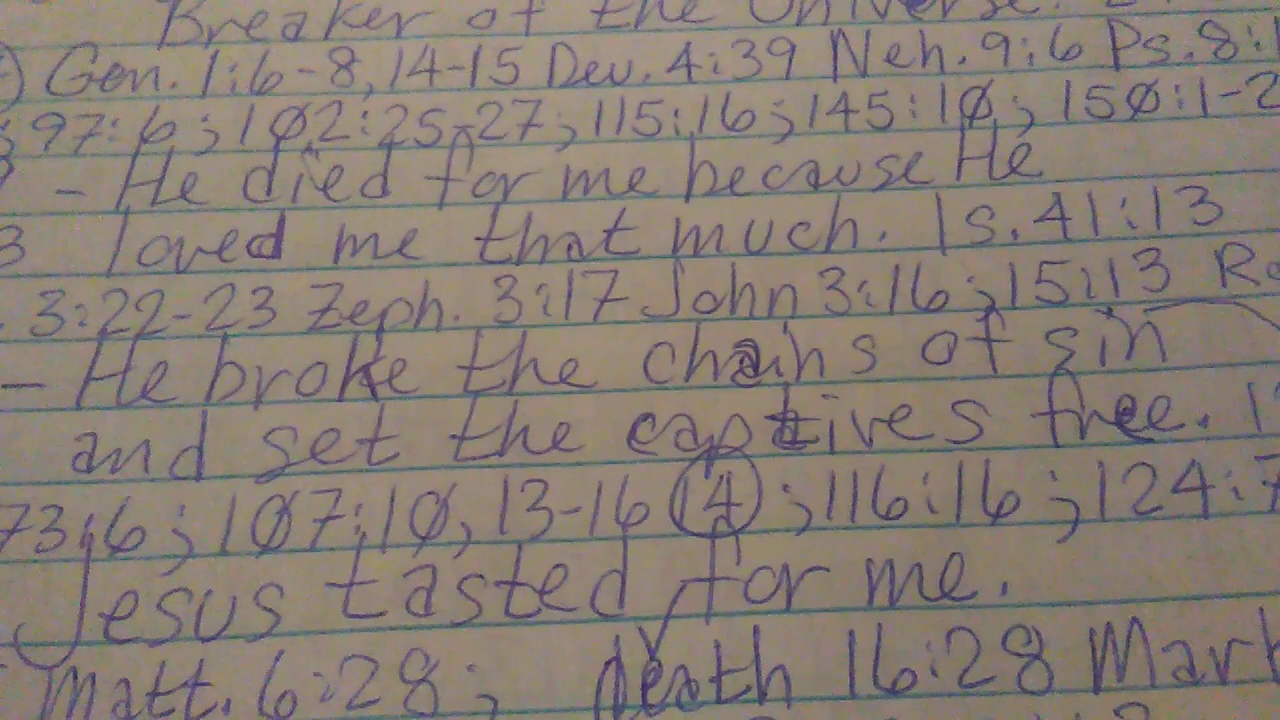 Breaker of the Universe.
Gen. 1:6-8, 14-15 Deu. 4:39 Neh. 9:6 Ps. 8:
97:6; 102:25-27; 115:16; 145:10; 150:1-2
- He died for me because He
3 loved me that much. Is. 41:13
. 3:22-23 Zeph. 3:17 John 3:16; 15:13 Ro
- He broke the chains of sin
and set the captives free.
73:6; 107:10, 13-16 (14); 116:16; 124:7
Jesus tasted for me.
Matt. 6:28; death 16:28 Mark